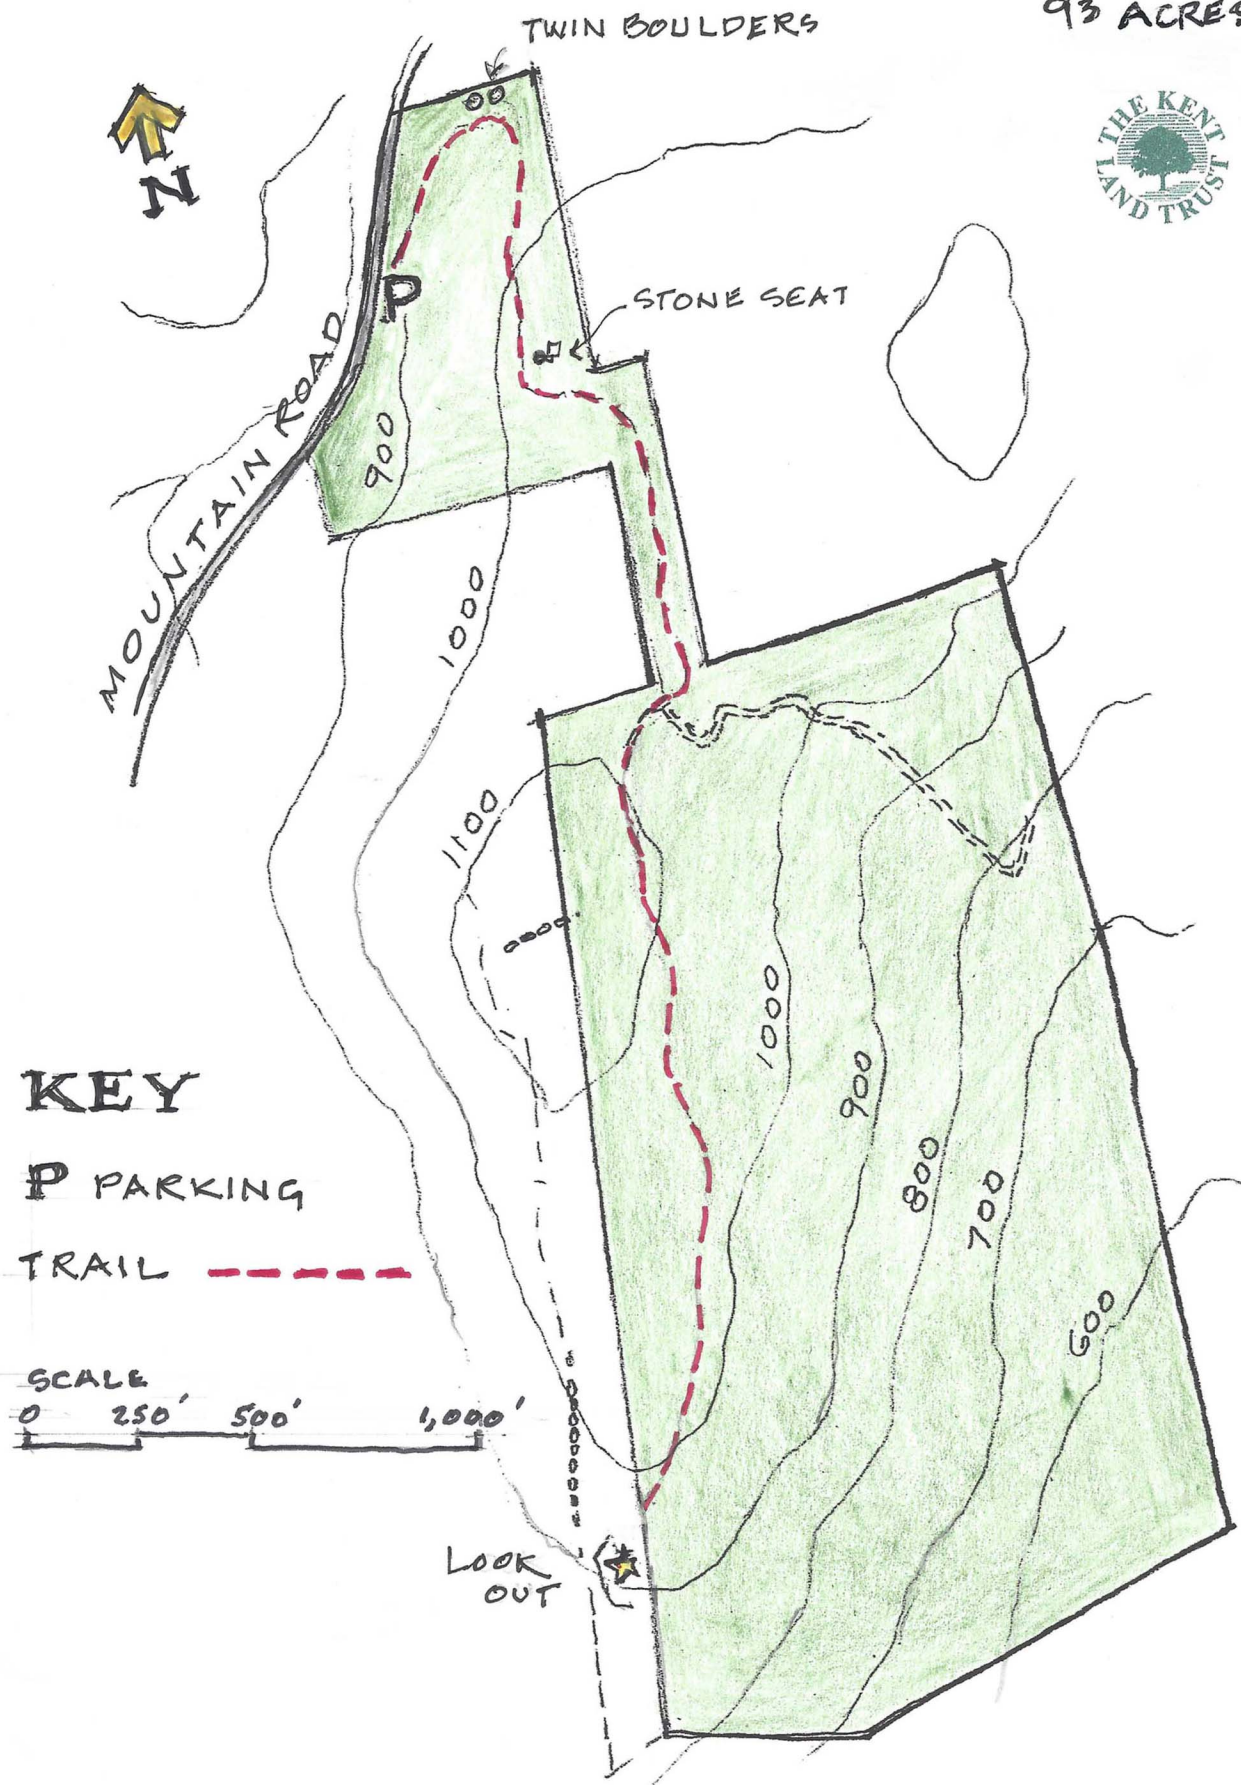 TWIN BOULDERS
93 ACRES
THE KENT
LAND TRUST
N
P
STONE SEAT
MOUNTAIN ROAD
900
1000
1100
1000
900
800
700
600
KEY
P PARKING
TRAIL
SCALE
0 250' 500' 1,000'
LOOK
OUT